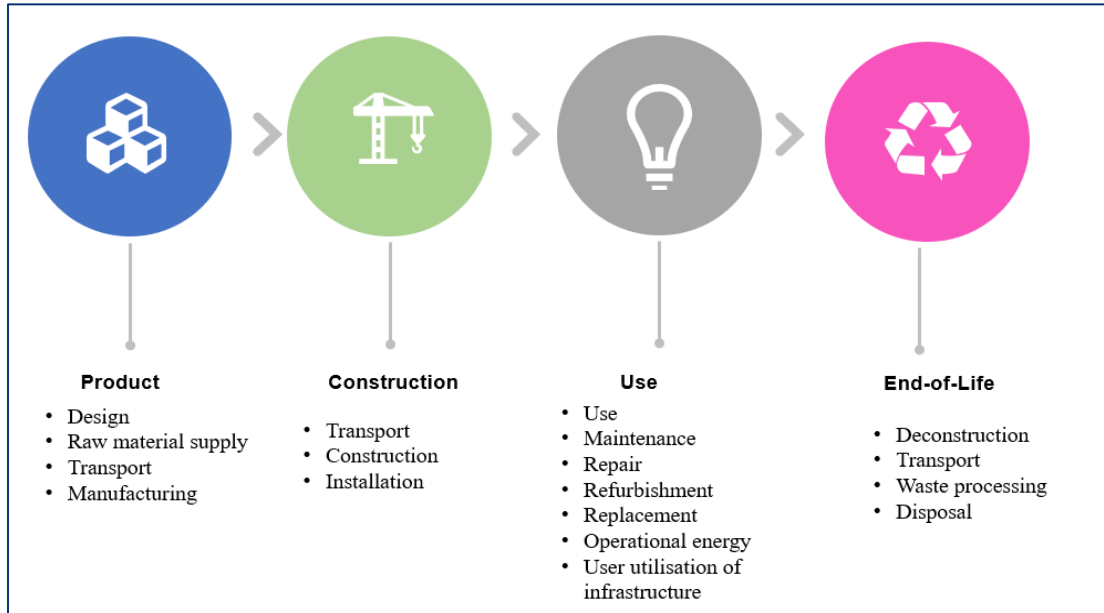 Product
• Design
• Raw material supply
• Transport
• Manufacturing
Construction
• Transport
• Construction
• Installation
Use
• Use
• Maintenance
• Repair
• Refurbishment
• Replacement
• Operational energy
• User utilisation of
infrastructure
End-of-Life
• Deconstruction
• Transport
• Waste processing
• Disposal